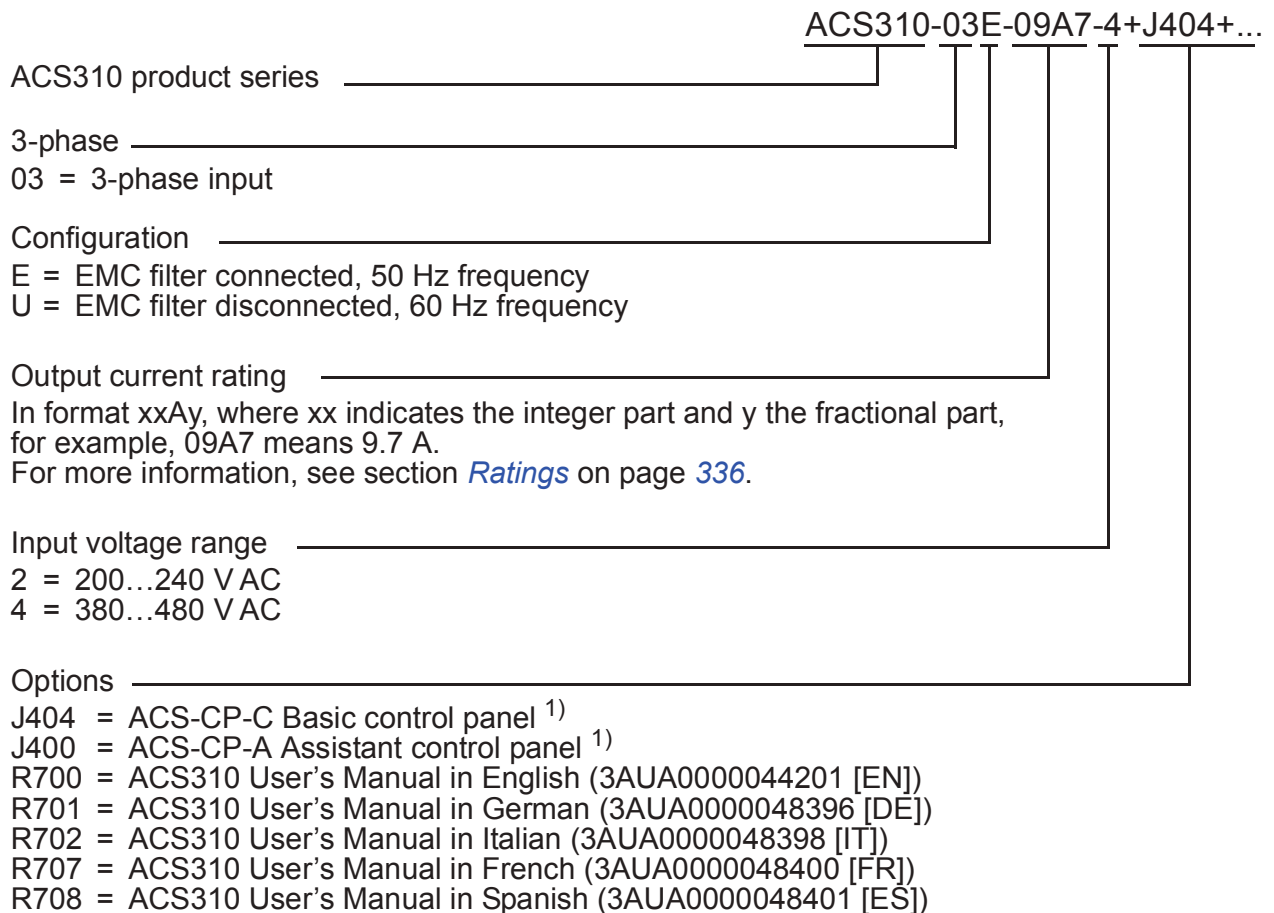 ACS310-03E-09A7-4+J404+...
ACS310 product series
3-phase
03 = 3-phase input
Configuration
E = EMC filter connected, 50 Hz frequency
U = EMC filter disconnected, 60 Hz frequency
Output current rating
In format xxAy, where xx indicates the integer part and y the fractional part,
for example, 09A7 means 9.7 A.
For more information, see section Ratings on page 336.
Input voltage range
2 = 200…240 V AC
4 = 380…480 V AC
Options
J404 = ACS-CP-C Basic control panel 1)
J400 = ACS-CP-A Assistant control panel 1)
R700 = ACS310 User’s Manual in English (3AUA0000044201 [EN])
R701 = ACS310 User’s Manual in German (3AUA0000048396 [DE])
R702 = ACS310 User’s Manual in Italian (3AUA0000048398 [IT])
R707 = ACS310 User’s Manual in French (3AUA0000048400 [FR])
R708 = ACS310 User’s Manual in Spanish (3AUA0000048401 [ES])